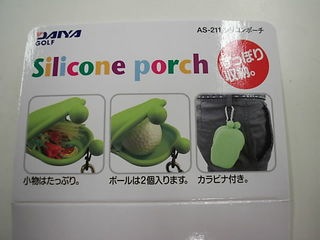 DAIYA
GOLF
AS-211 シリコンポーチ
Silicone porch
すっぽり
収納。
小物はたっぷり。
ボールは2個入ります。
カラビナ付き。